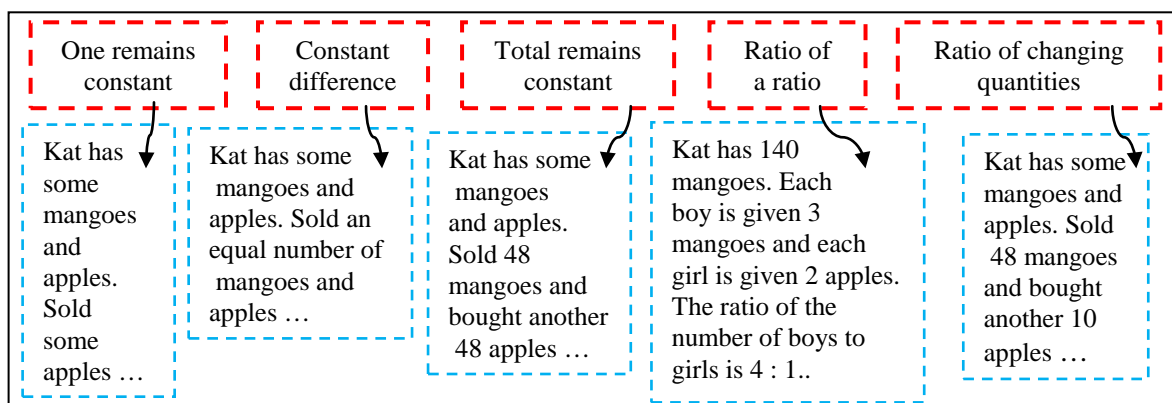 One remains
constant
Constant
difference
Total remains
constant
Ratio of
a ratio
Ratio of changing
quantities
Kat has
some
mangoes
and
apples.
Sold
some
apples …
Kat has some
mangoes and
apples. Sold an
equal number of
mangoes and
apples …
Kat has some
mangoes
and apples.
Sold 48
mangoes and
bought another
48 apples …
Kat has 140
mangoes. Each
boy is given 3
mangoes and each
girl is given 2 apples.
The ratio of the
number of boys to
girls is 4 : 1..
Kat has some
mangoes and
apples. Sold
48 mangoes
and bought
another 10
apples …